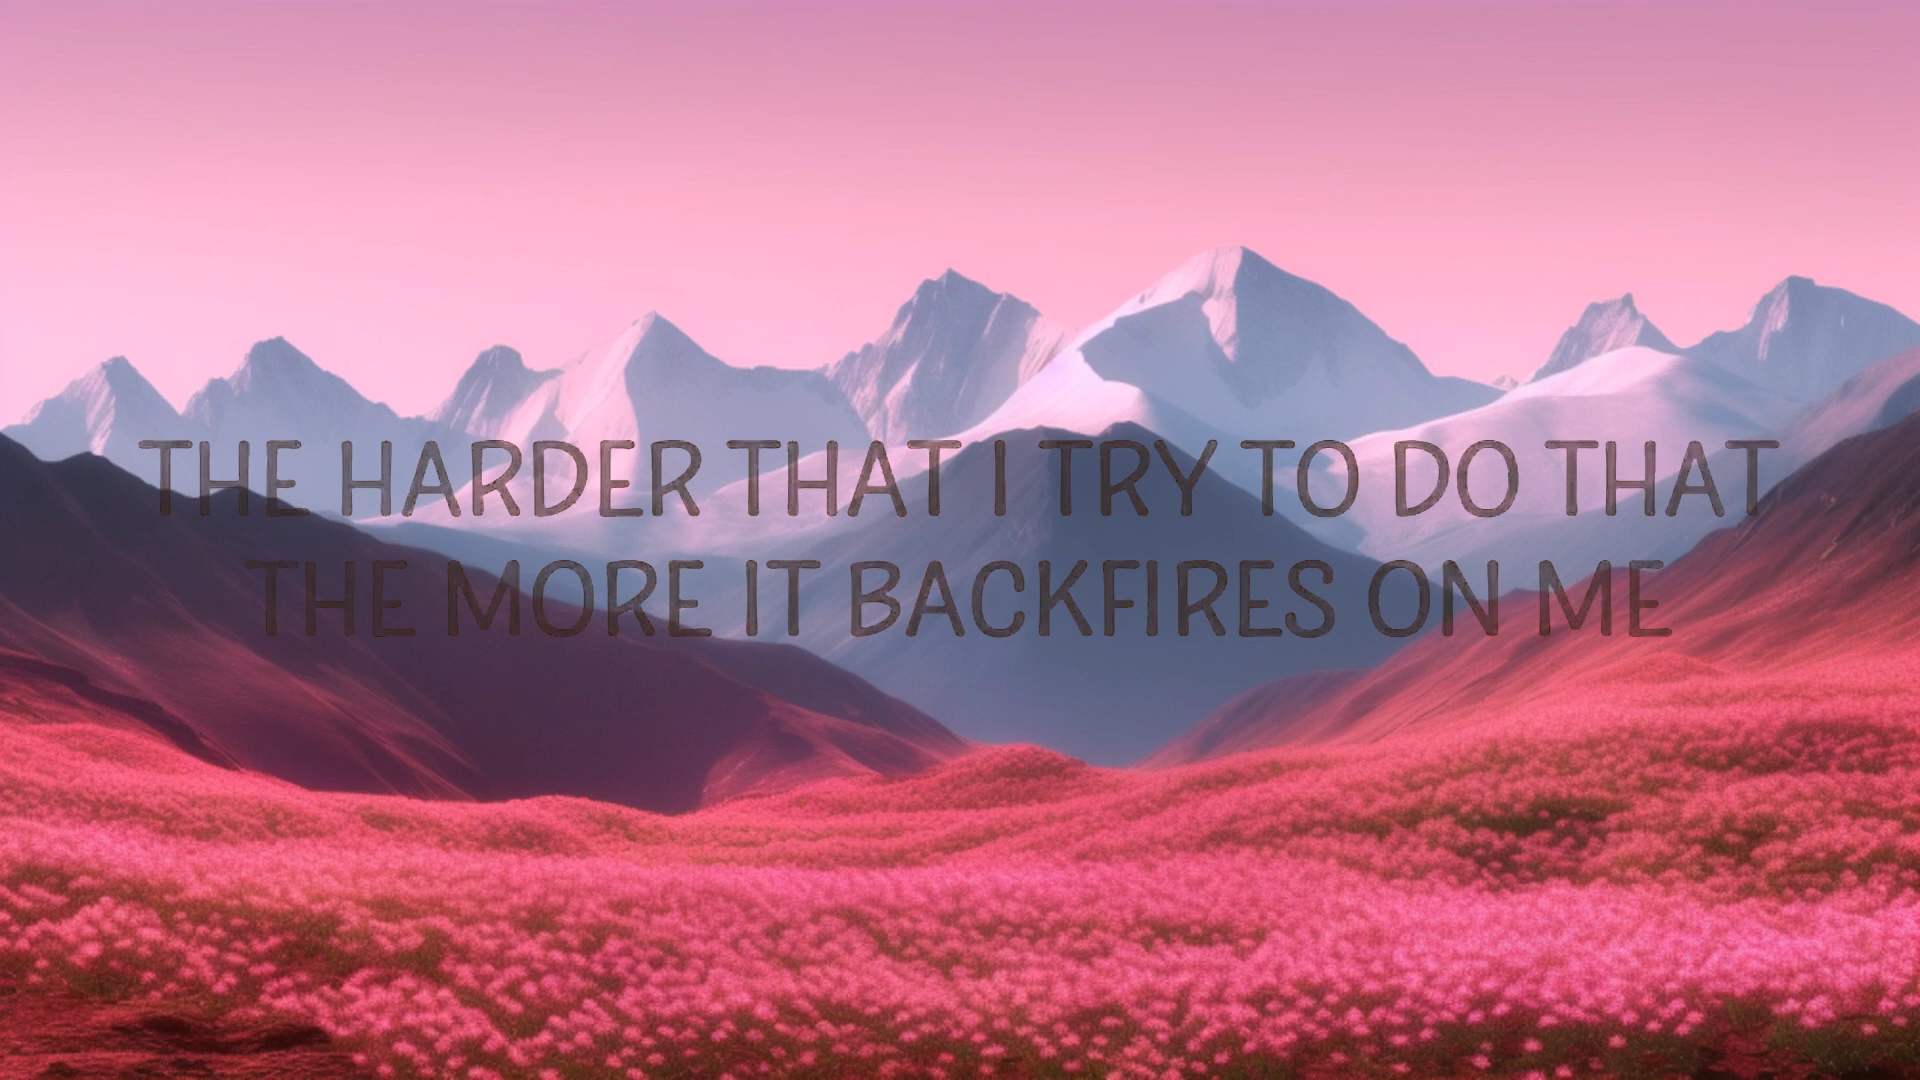 THE HARDER THAT I TRY TO DO THAT
THE MORE IT BACKFIRES ON ME